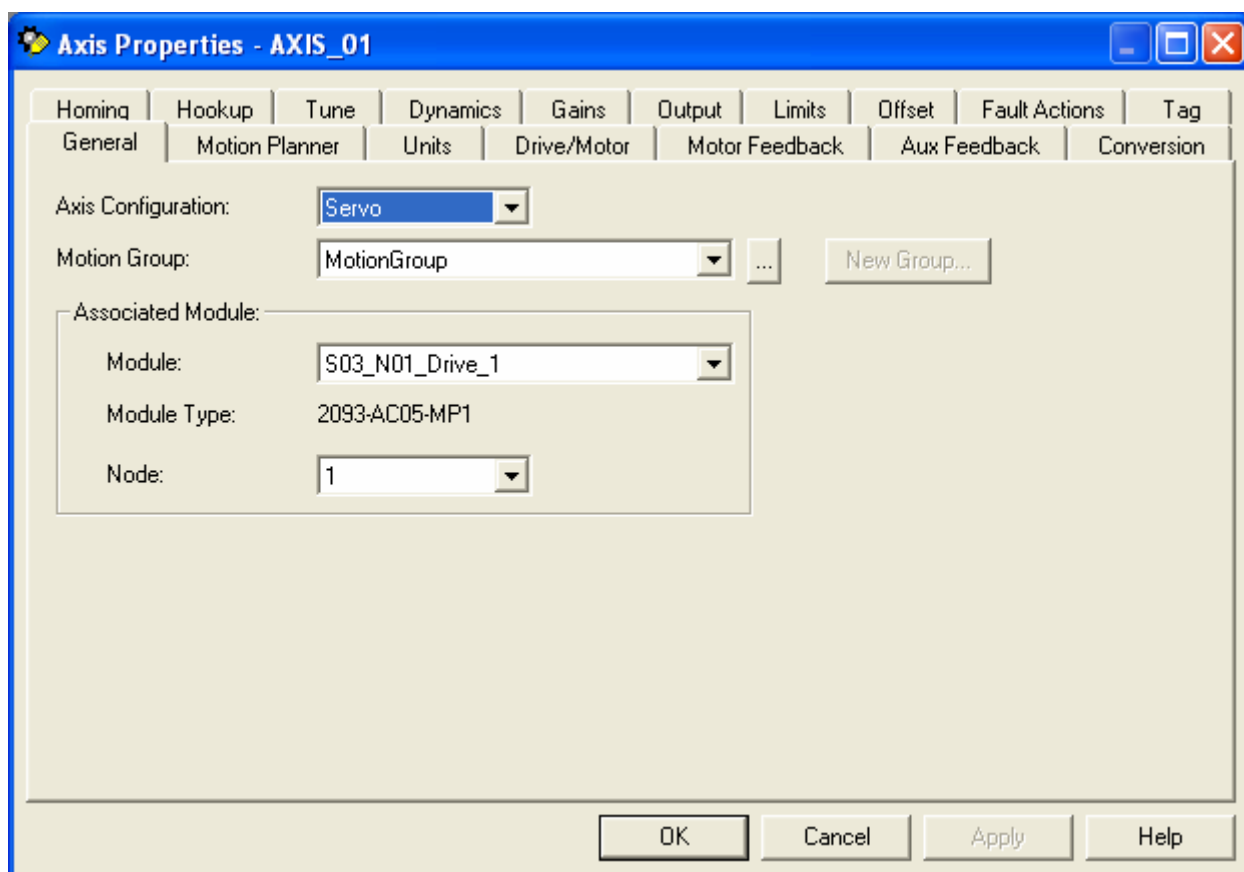 Axis Properties - AXIS_01
Homing Hookup Tune Dynamics Gains Output Limits Offset Fault Actions Tag
General Motion Planner Units Drive/Motor Motor Feedback Aux Feedback Conversion
Axis Configuration: Servo
Motion Group: MotionGroup ... New Group...
Associated Module:
Module: S03_N01_Drive_1
Module Type: 2093-AC05-MP1
Node: 1
OK Cancel Apply Help